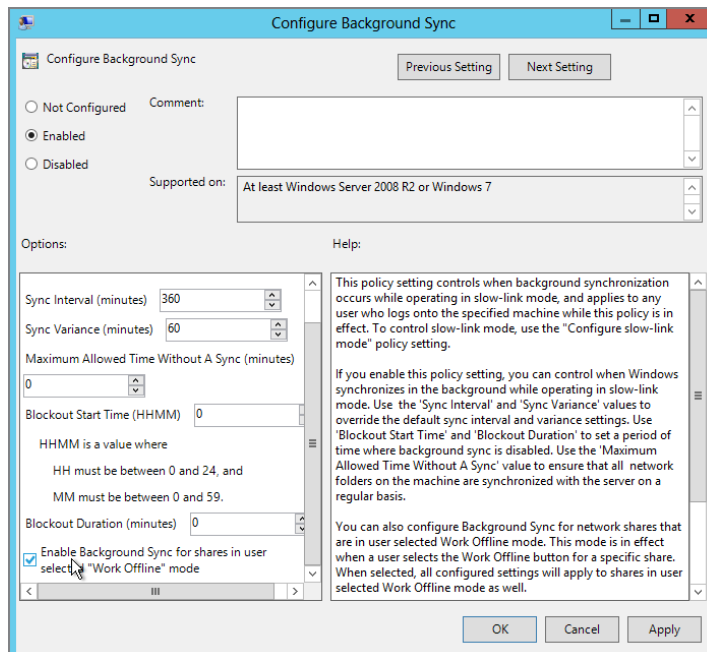 Configure Background Sync
Configure Background Sync
Previous Setting
Next Setting
Not Configured
Enabled
Disabled
Comment:
Supported on:
At least Windows Server 2008 R2 or Windows 7
Options:
Help:
Sync Interval (minutes) 360
Sync Variance (minutes) 60
Maximum Allowed Time Without A Sync (minutes)
0
Blockout Start Time (HHMM) 0
HHMM is a value where
HH must be between 0 and 24, and
MM must be between 0 and 59.
Blockout Duration (minutes) 0
Enable Background Sync for shares in user
selected "Work Offline" mode
This policy setting controls when background synchronization
occurs while operating in slow-link mode, and applies to any
user who logs onto the specified machine while this policy is in
effect. To control slow-link mode, use the "Configure slow-link
mode" policy setting.
If you enable this policy setting, you can control when Windows
synchronizes in the background while operating in slow-link
mode. Use the 'Sync Interval' and 'Sync Variance' values to
override the default sync interval and variance settings. Use
'Blockout Start Time' and 'Blockout Duration' to set a period of
time where background sync is disabled. Use the 'Maximum
Allowed Time Without A Sync' value to ensure that all network
folders on the machine are synchronized with the server on a
regular basis.
You can also configure Background Sync for network shares that
are in user selected Work Offline mode. This mode is in effect
when a user selects the Work Offline button for a specific share.
When selected, all configured settings will apply to shares in user
selected Work Offline mode as well.
OK
Cancel
Apply